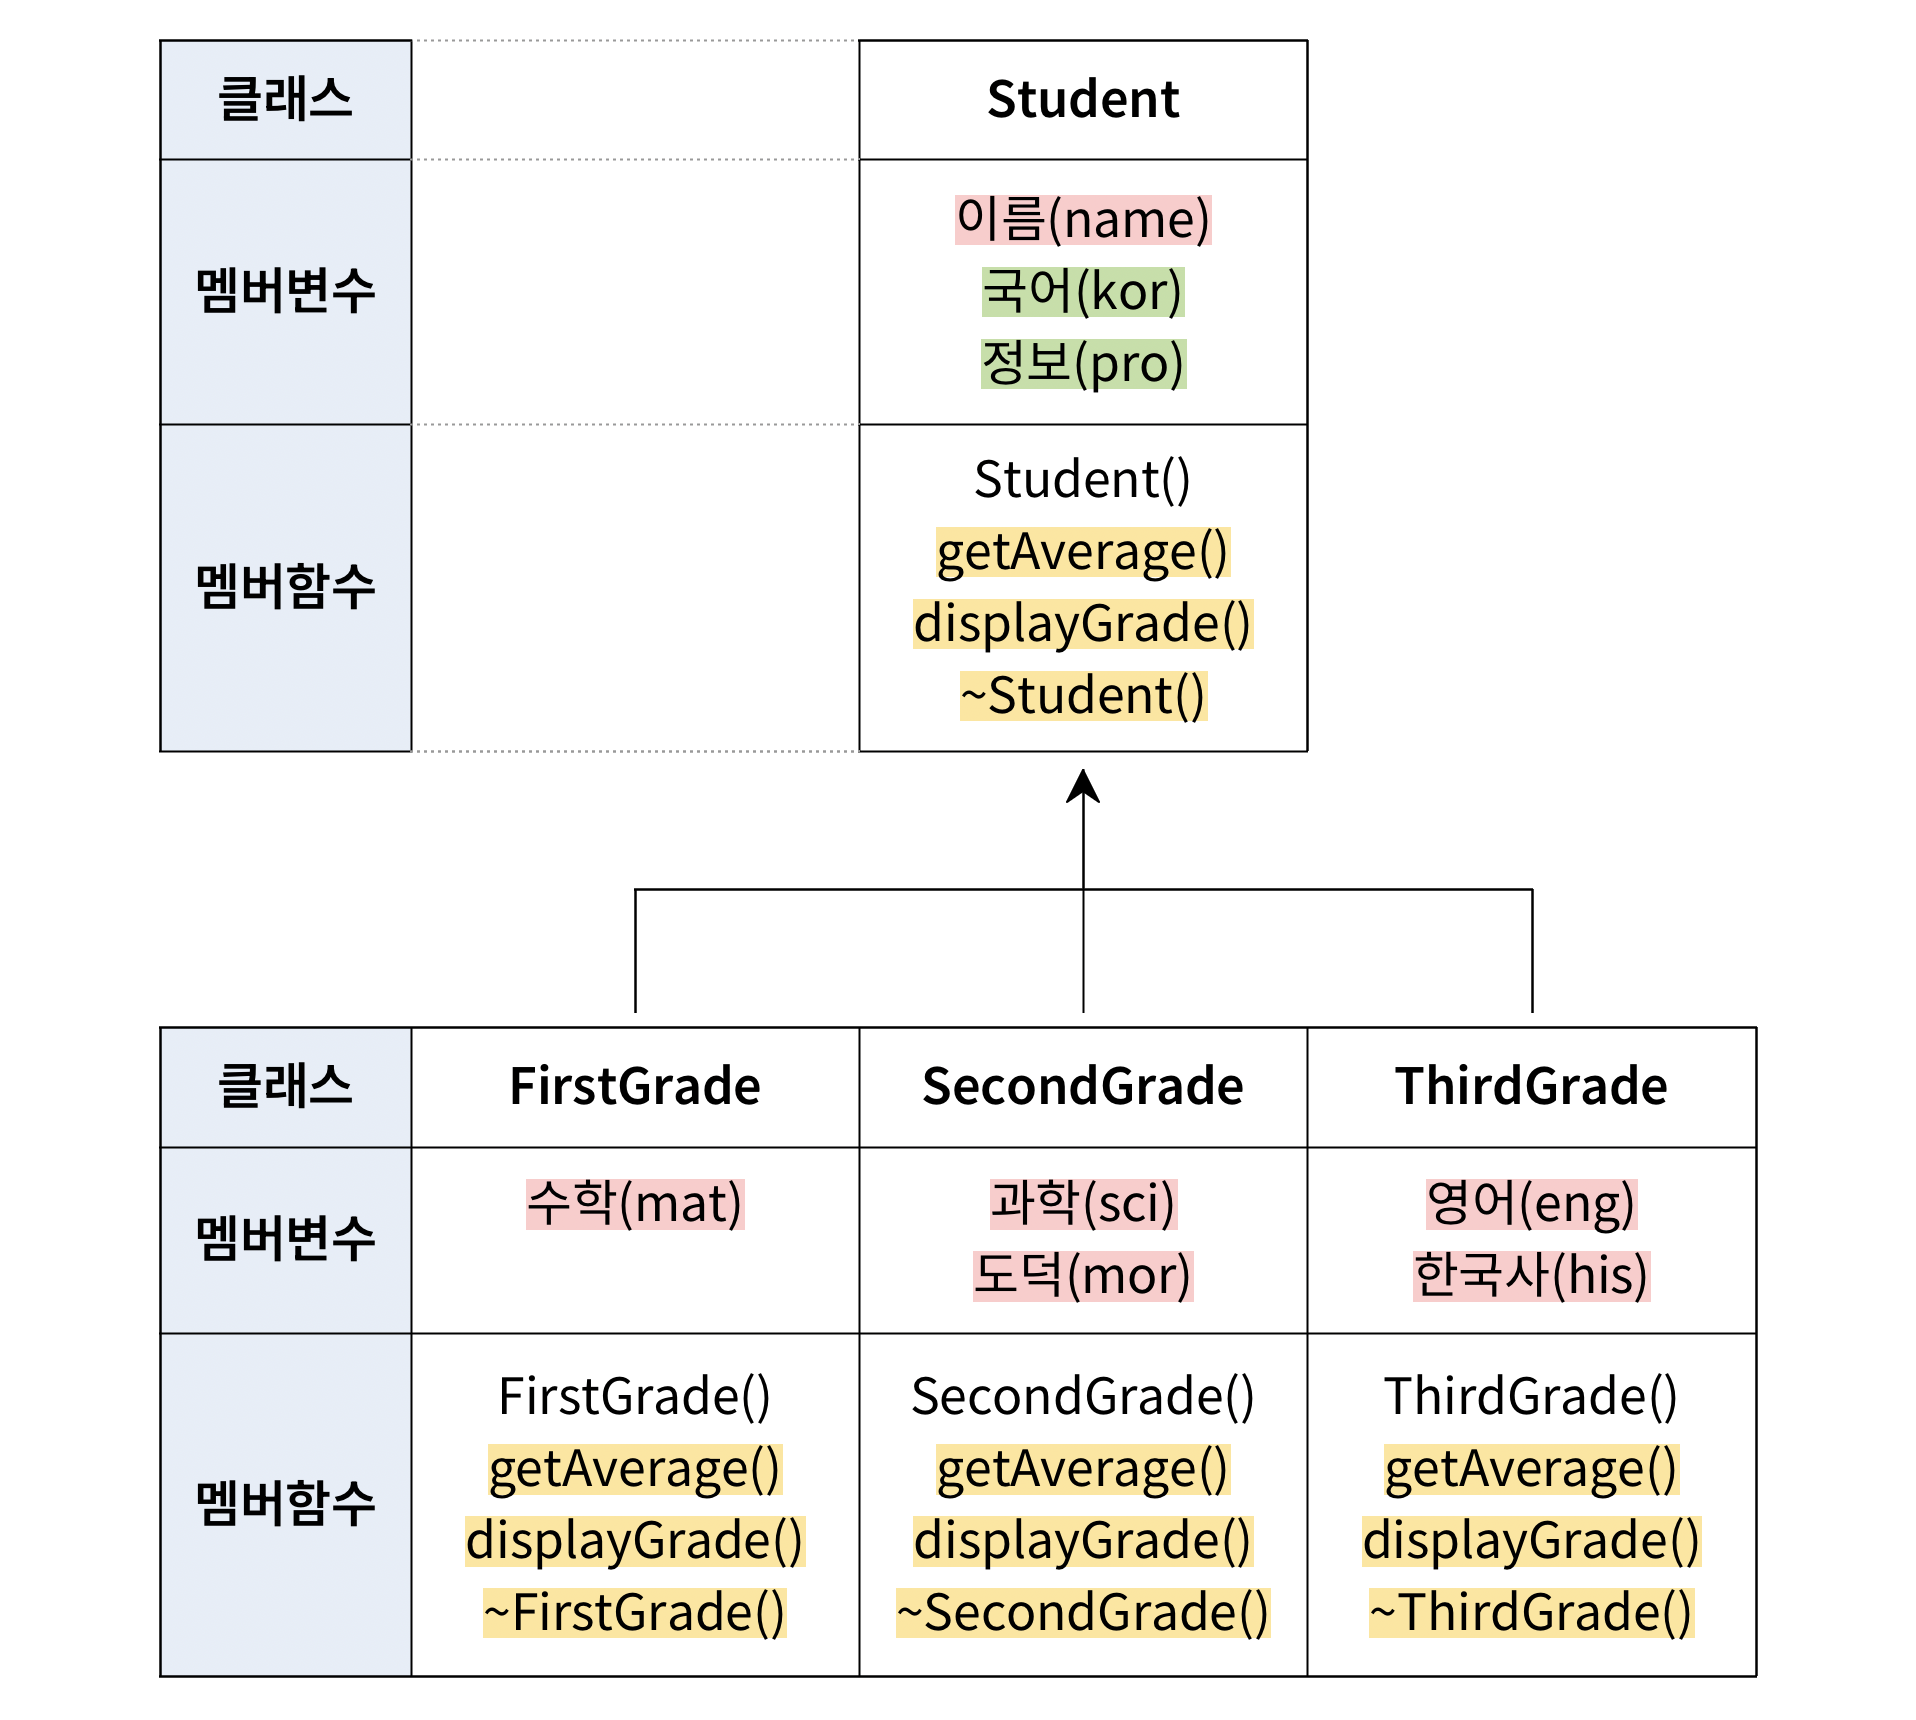 클래스
Student
멤버변수
이름(name)
국어(kor)
정보(pro)
멤버함수
Student()
getAverage()
displayGrade()
~Student()
클래스
FirstGrade
SecondGrade
ThirdGrade
멤버변수
수학(mat)
과학(sci)
도덕(mor)
영어(eng)
한국사(his)
멤버함수
FirstGrade()
getAverage()
displayGrade()
~FirstGrade()
SecondGrade()
getAverage()
displayGrade()
~SecondGrade()
ThirdGrade()
getAverage()
displayGrade()
~ThirdGrade()